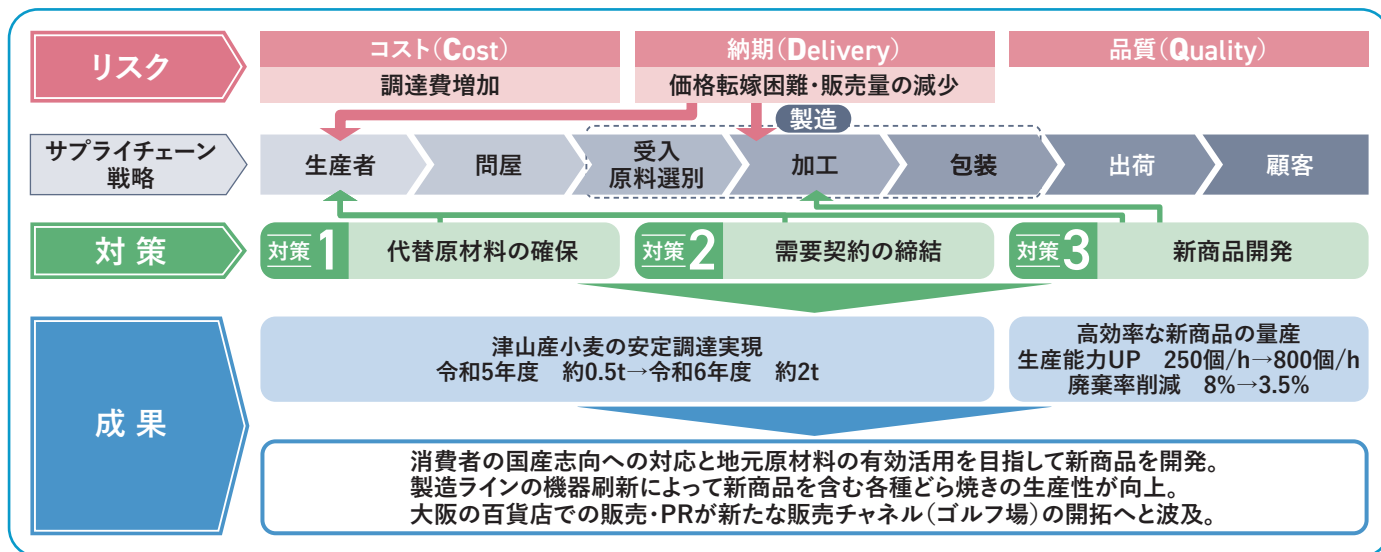 リスク
コスト（Cost）
納期（Delivery）
品質（Quality）
調達費増加
価格転嫁困難・販売量の減少
製造
サプライチェーン
戦略
生産者
問屋
受入
原料選別
加工
包装
出荷
顧客
対策
対策1
代替原材料の確保
対策2
需要契約の締結
対策3
新商品開発
成果
津山産小麦の安定調達実現
令和5年度　約0.5t→令和6年度　約2t
高効率な新商品の量産
生産能力UP　250個/h→800個/h
廃棄率削減　8%→3.5%
消費者の国産志向への対応と地元原材料の有効活用を目指して新商品を開発。
製造ラインの機器刷新によって新商品を含む各種どら焼きの生産性が向上。
大阪の百貨店での販売・PRが新たな販売チャネル（ゴルフ場）の開拓へと波及。